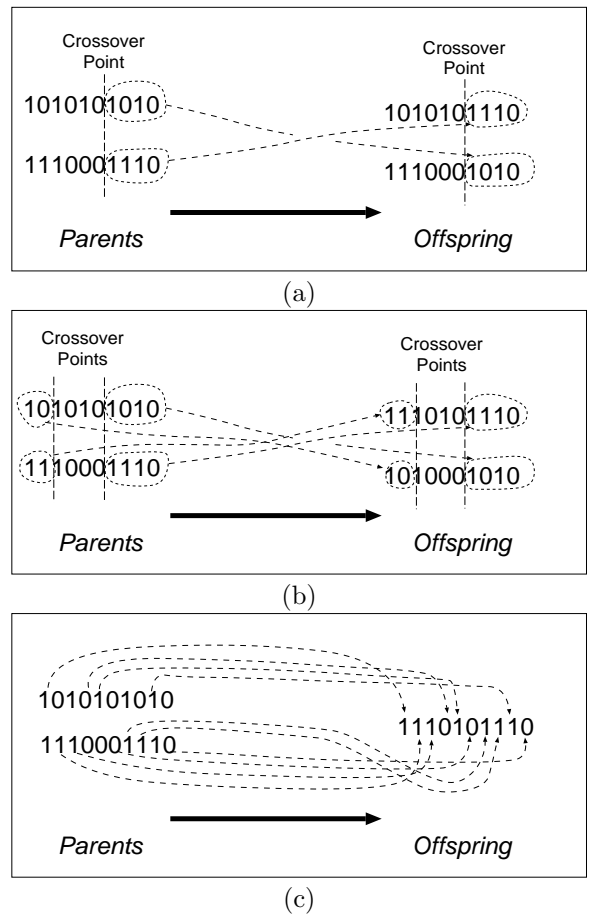 Crossover Crossover
Point Point
1010101010 1010101110
1110001110 1110001010
Parents Offspring
(a)
Crossover Crossover
Points Points
1010101010 1110101110
1110001110 1010001010
Parents Offspring
(b)
1010101010
1110101110
1110001110
Parents Offspring
(c)